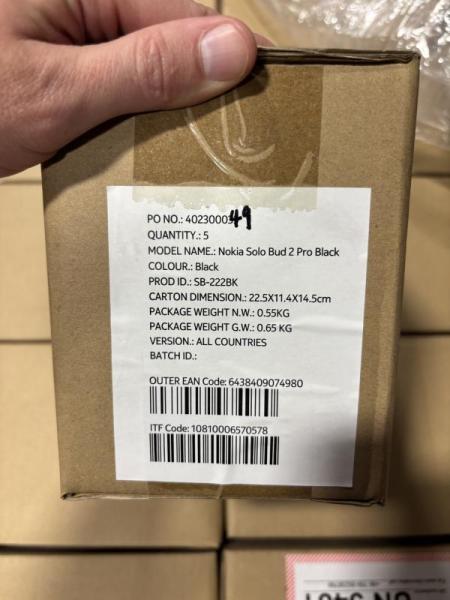 PO NO.: 4023000349
QUANTITY.: 5
MODEL NAME.: Nokia Solo Bud 2 Pro Black
COLOUR.: Black
PROD ID.: SB-222BK
CARTON DIMENSION.: 22.5X11.4X14.5cm
PACKAGE WEIGHT N.W.: 0.55KG
PACKAGE WEIGHT G.W.: 0.65 KG
VERSION.: ALL COUNTRIES
BATCH ID.:
OUTER EAN Code: 6438409074980
ITF Code: 10810006570578